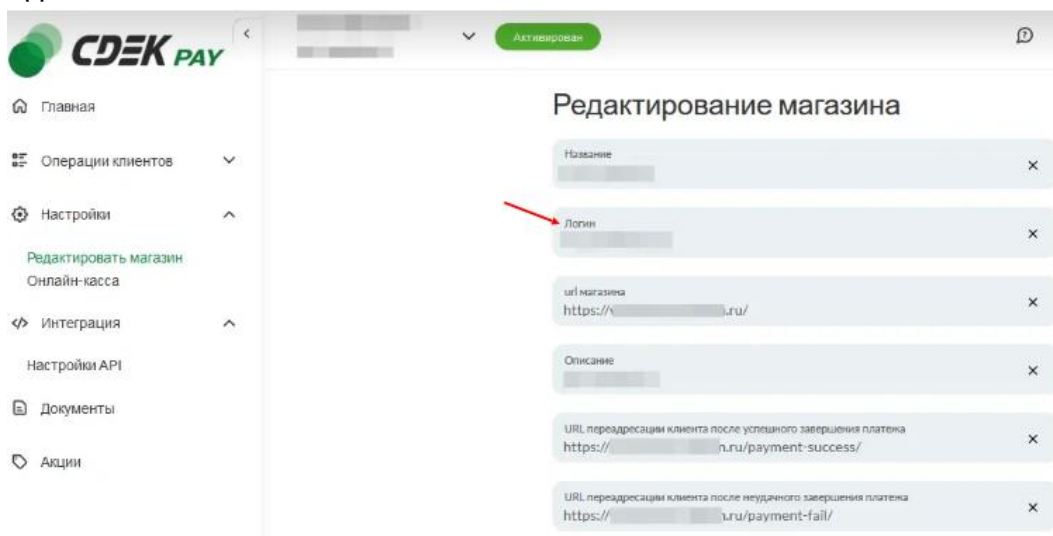 CDEK PAY
Активирован
Главная
Операции клиентов
Настройки
Редактировать магазин
Онлайн-касса
Интеграция
Настройки API
Документы
Акции
Редактирование магазина
Название
Логин
url магазина
https:// .ru/
Описание
URL переадресации клиента после успешного завершения платежа
https:// n.ru/payment-success/
URL переадресации клиента после неудачного завершения платежа
https:// .ru/payment-fail/